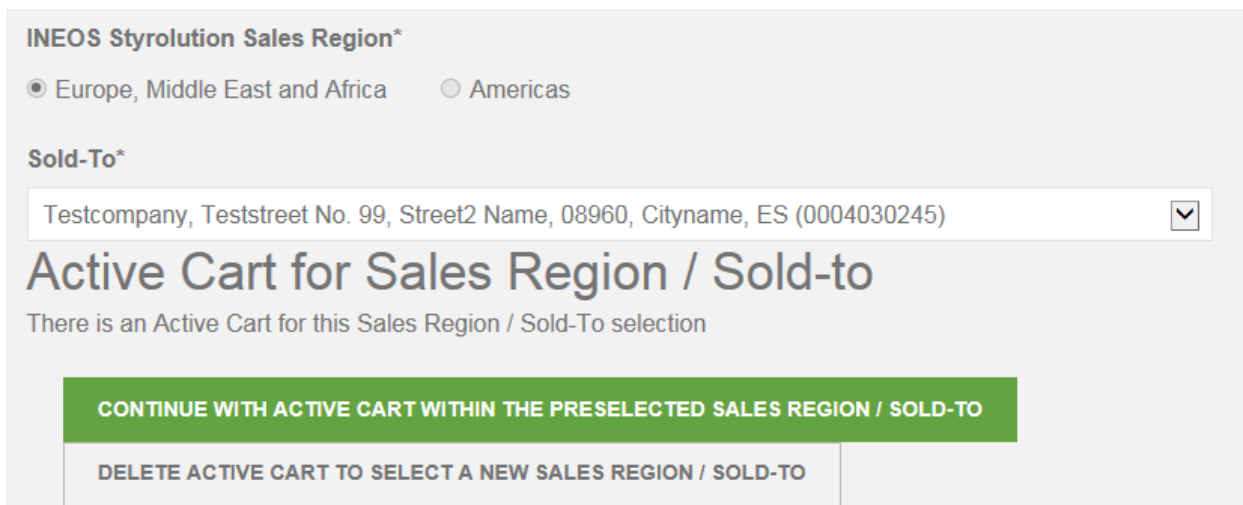 INEOS Styrolution Sales Region*
Europe, Middle East and Africa Americas
Sold-To*
Testcompany, Teststreet No. 99, Street2 Name, 08960, Cityname, ES (0004030245)
Active Cart for Sales Region / Sold-to
There is an Active Cart for this Sales Region / Sold-To selection
CONTINUE WITH ACTIVE CART WITHIN THE PRESELECTED SALES REGION / SOLD-TO
DELETE ACTIVE CART TO SELECT A NEW SALES REGION / SOLD-TO